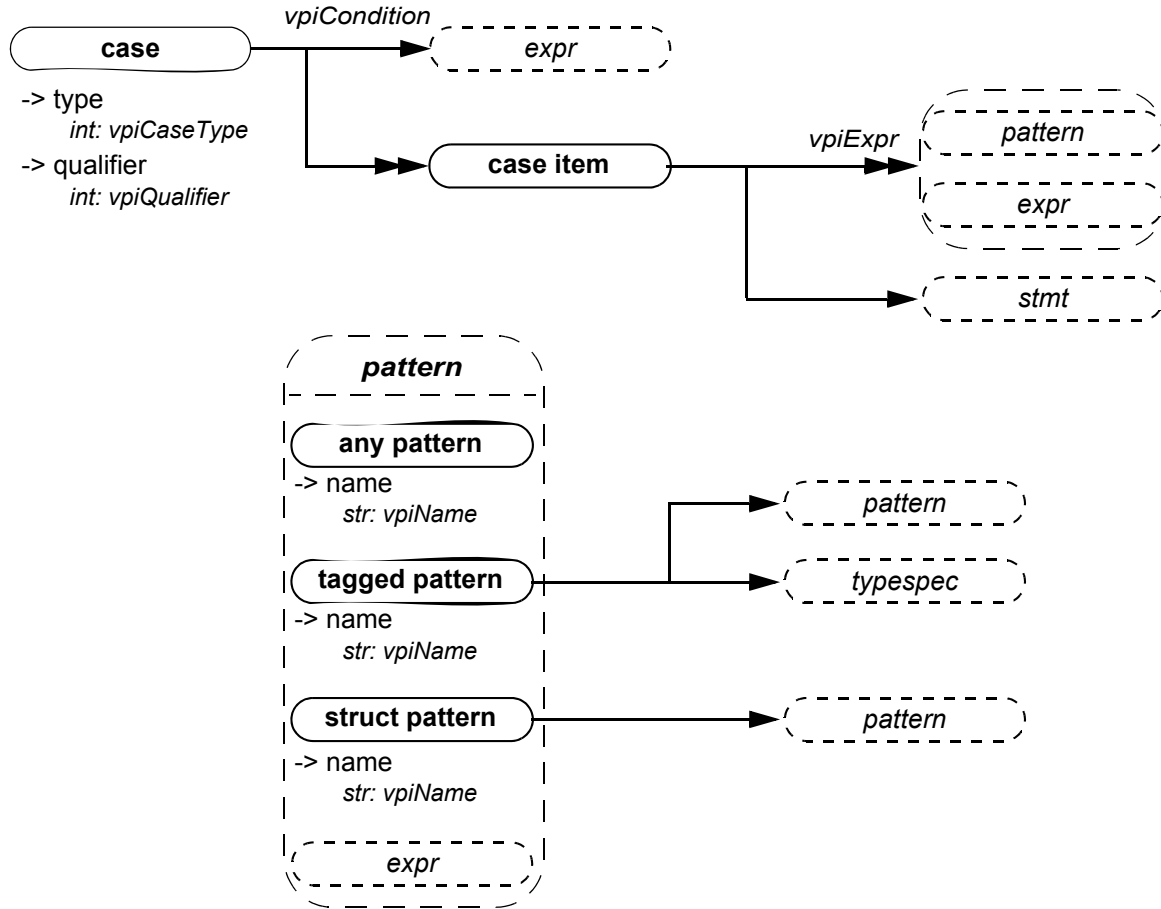 vpiCondition
case
expr
-> type
int: vpiCaseType
-> qualifier
int: vpiQualifier
case item
vpiExpr
pattern
expr
stmt
pattern
any pattern
-> name
str: vpiName
tagged pattern
-> name
str: vpiName
pattern
typespec
struct pattern
-> name
str: vpiName
pattern
expr